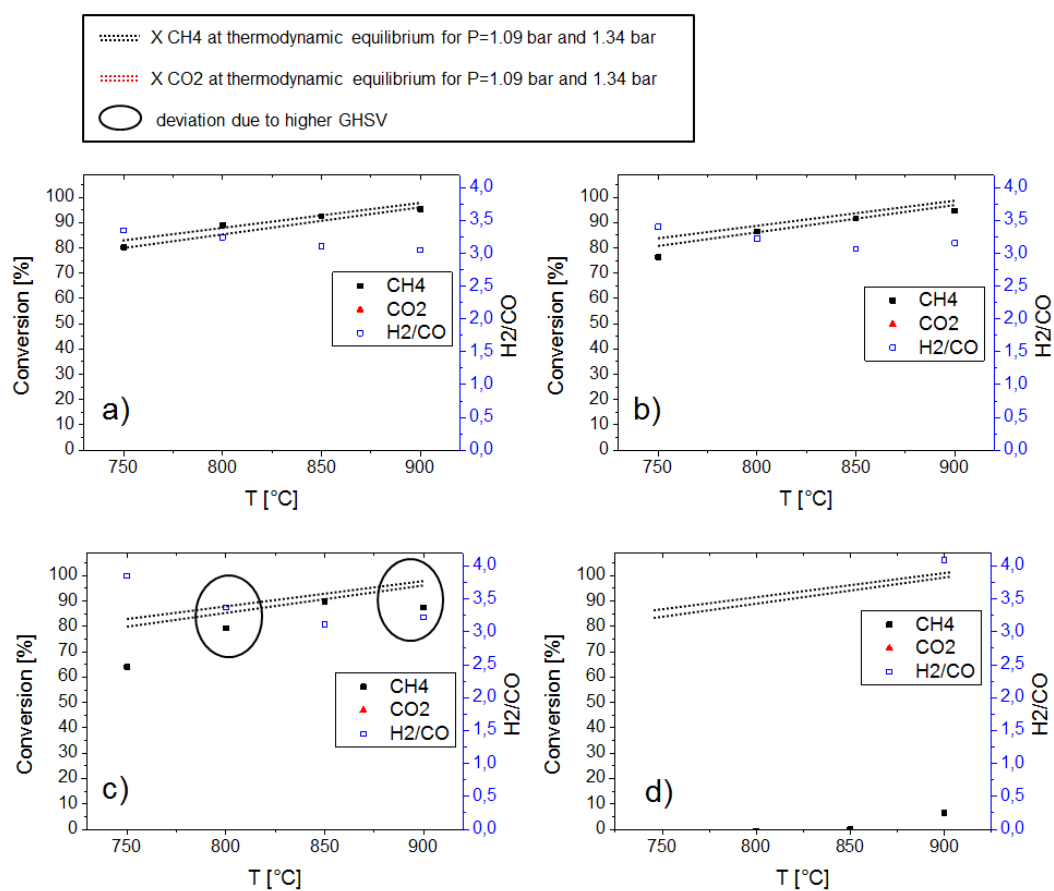 X CH4 at thermodynamic equilibrium for P=1.09 bar and 1.34 bar
X CO2 at thermodynamic equilibrium for P=1.09 bar and 1.34 bar
deviation due to higher GHSV
100
90
80
70
60
50
40
30
20
10
0
Conversion [%]
4,0
3,5
3,0
2,5
2,0
1,5
1,0
0,5
0,0
H2/CO
CH4
CO2
H2/CO
a)
750 800 850 900
T [°C]
100
90
80
70
60
50
40
30
20
10
0
Conversion [%]
4,0
3,5
3,0
2,5
2,0
1,5
1,0
0,5
0,0
H2/CO
CH4
CO2
H2/CO
b)
750 800 850 900
T [°C]
100
90
80
70
60
50
40
30
20
10
0
Conversion [%]
4,0
3,5
3,0
2,5
2,0
1,5
1,0
0,5
0,0
H2/CO
CH4
CO2
H2/CO
c)
750 800 850 900
T [°C]
100
90
80
70
60
50
40
30
20
10
0
Conversion [%]
4,0
3,5
3,0
2,5
2,0
1,5
1,0
0,5
0,0
H2/CO
CH4
CO2
H2/CO
d)
750 800 850 900
T [°C]